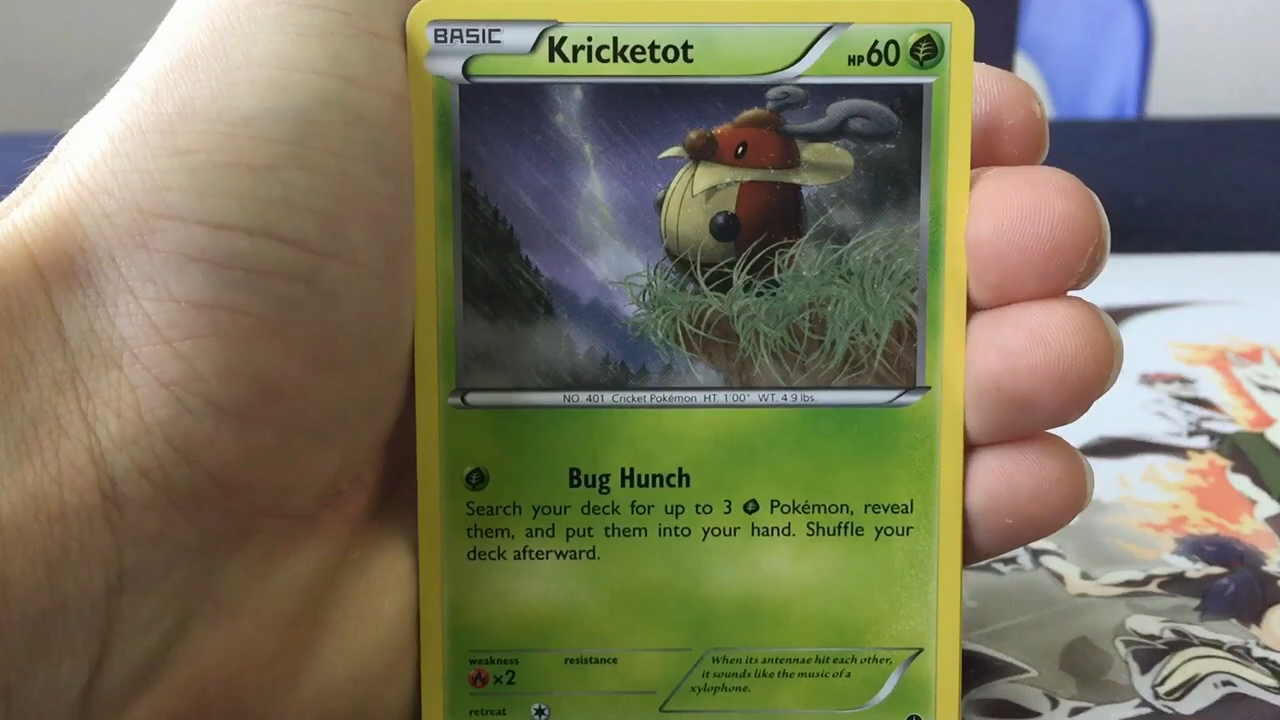 BASIC Kricketot HP 60
NO. 401 Cricket Pokémon HT: 1'00" WT: 4.9 lbs.
Bug Hunch
Search your deck for up to 3 Pokémon, reveal
them, and put them into your hand. Shuffle your
deck afterward.
weakness resistance
×2
When its antennae hit each other,
it sounds like the music of a
xylophone.
retreat